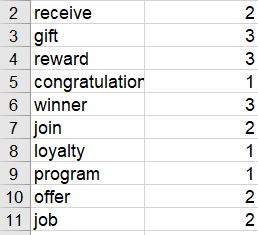 2 receive 2
3 gift 3
4 reward 3
5 congratulation 1
6 winner 3
7 join 2
8 loyalty 1
9 program 1
10 offer 2
11 job 2